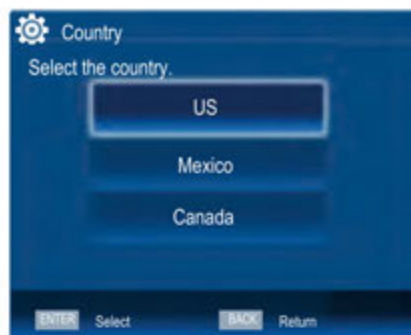 Country
Select the country.
US
Mexico
Canada
ENTER Select BACK Return